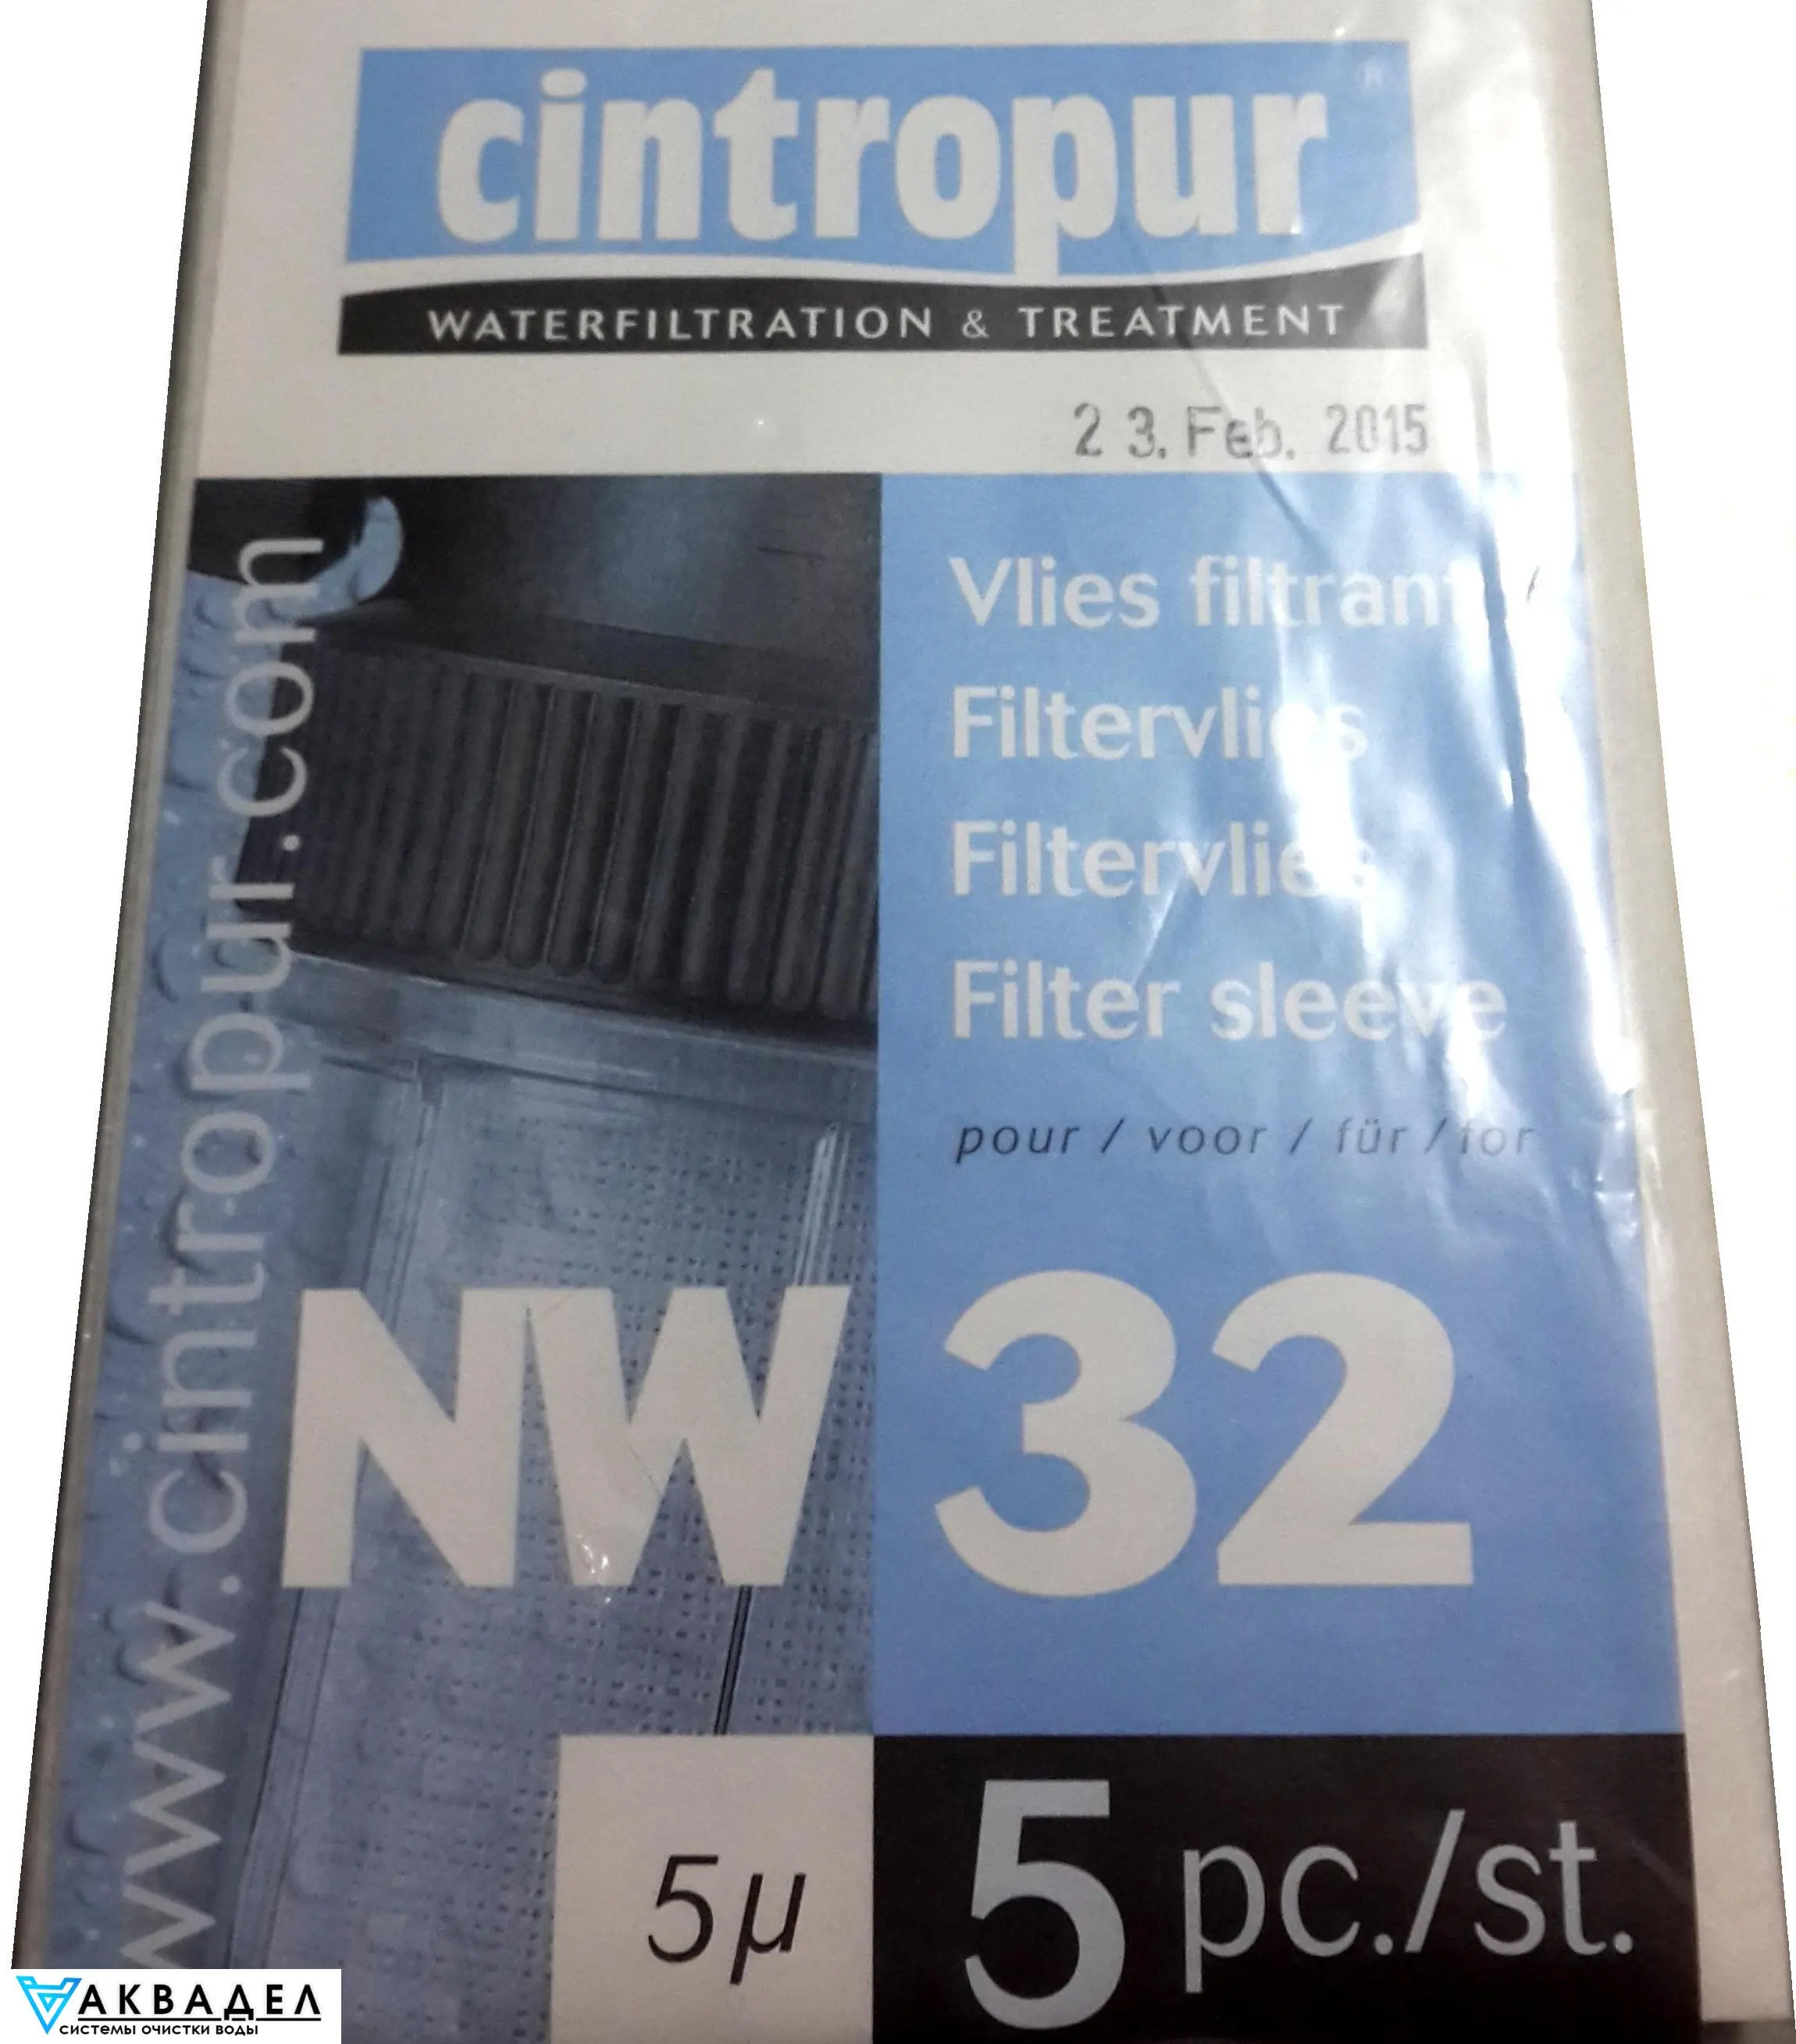 cintropur®
WATERFILTRATION & TREATMENT
23. Feb. 2015
www.cintropur.com
Vlies filtrant /
Filtervlies
Filtervlies
Filter sleeve
pour / voor / für / for
NW 32
5µ
5 pc./st.
АКВАДЕЛ
системы очистки воды